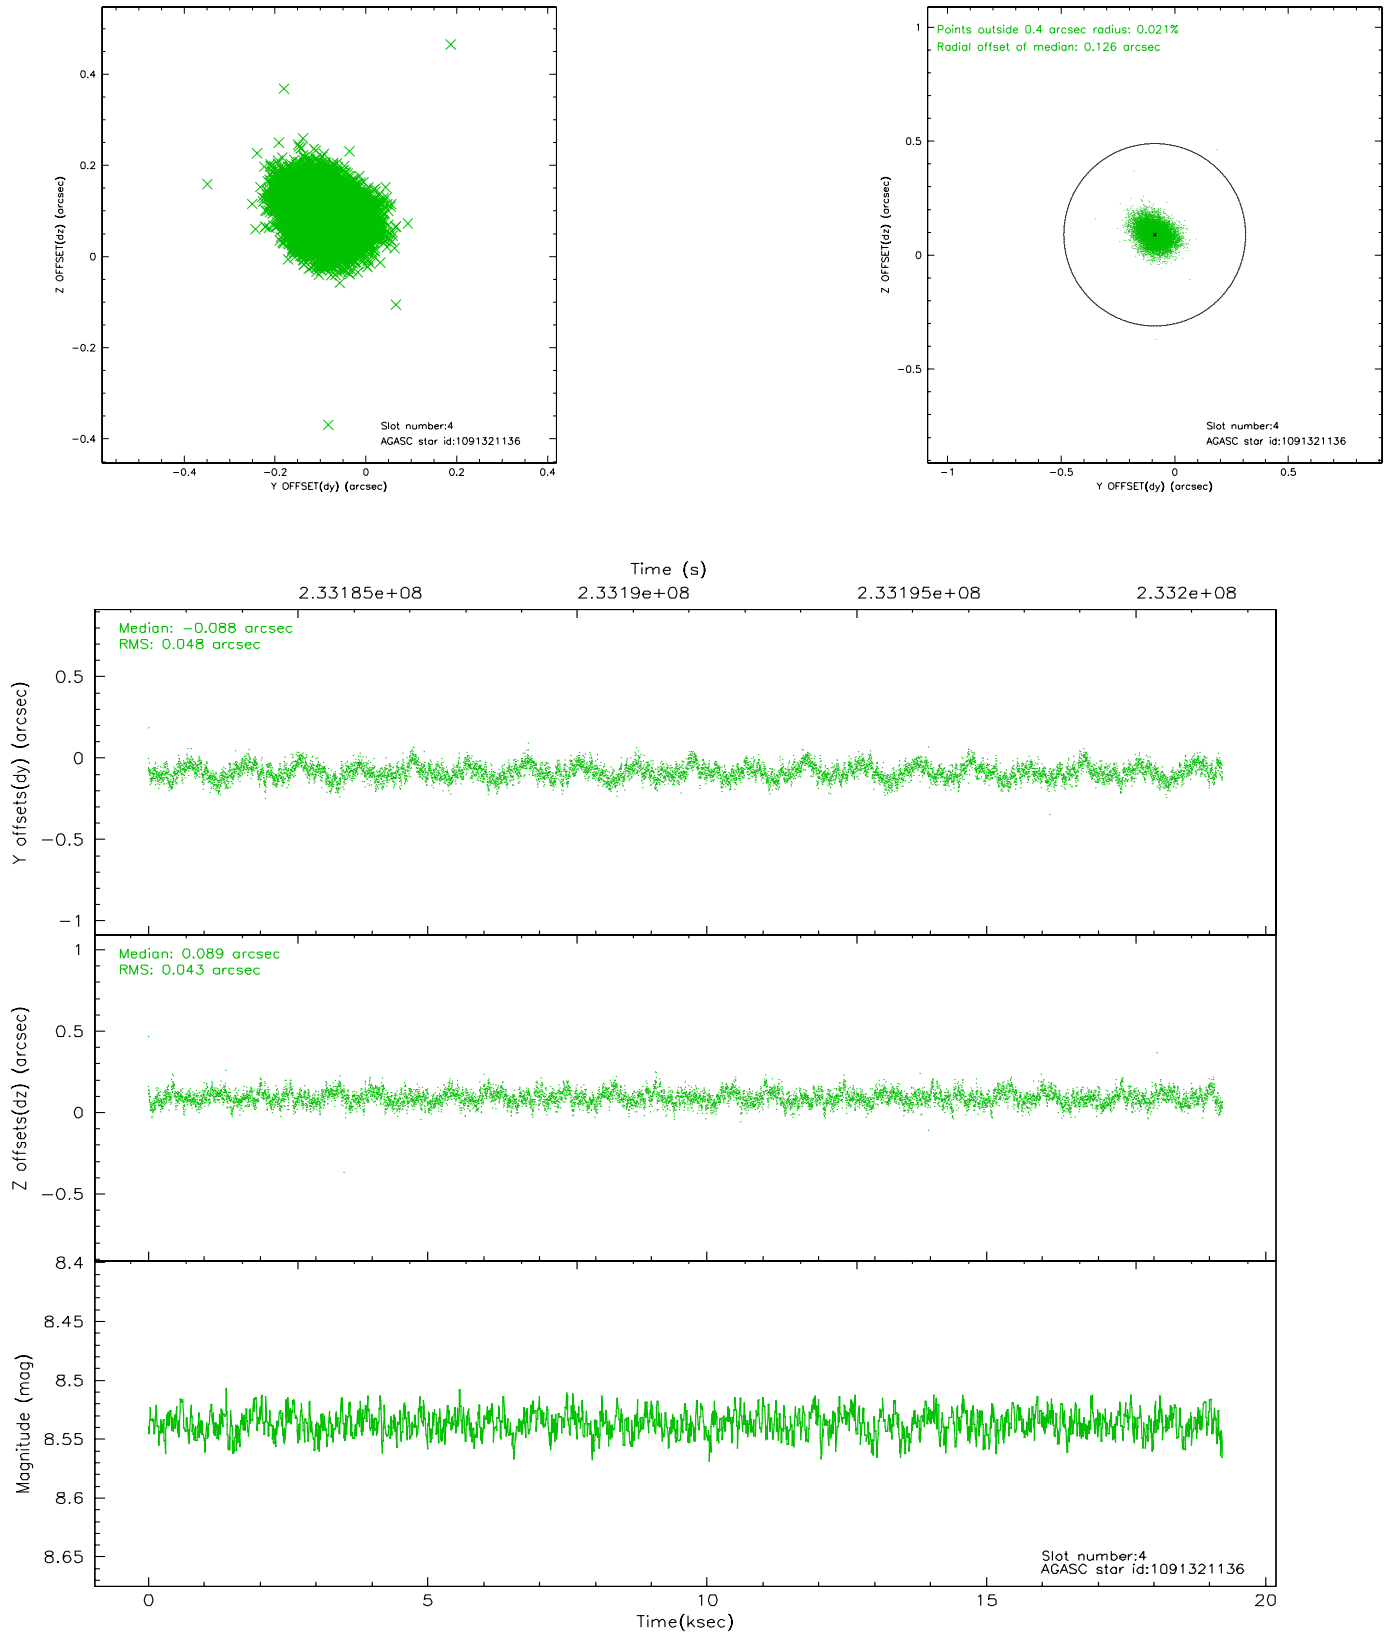 0.4
0.2
0
−0.2
−0.4
Z OFFSET(dz) (arcsec)
Slot number:4
AGASC star id:1091321136
−0.4 −0.2 0 0.2 0.4
Y OFFSET(dy) (arcsec)
Points outside 0.4 arcsec radius: 0.021%
Radial offset of median: 0.126 arcsec
1
0.5
0
−0.5
Z OFFSET(dz) (arcsec)
Slot number:4
AGASC star id:1091321136
−1 −0.5 0 0.5
Y OFFSET(dy) (arcsec)
Time (s)
2.33185e+08 2.3319e+08 2.33195e+08 2.332e+08
Median: −0.088 arcsec
RMS: 0.048 arcsec
0.5
0
−0.5
−1
Y offsets(dy) (arcsec)
Median: 0.089 arcsec
RMS: 0.043 arcsec
1
0.5
0
−0.5
Z offsets(dz) (arcsec)
8.4
8.45
8.5
8.55
8.6
8.65
Magnitude (mag)
Slot number:4
AGASC star id:1091321136
0 5 10 15 20
Time(ksec)